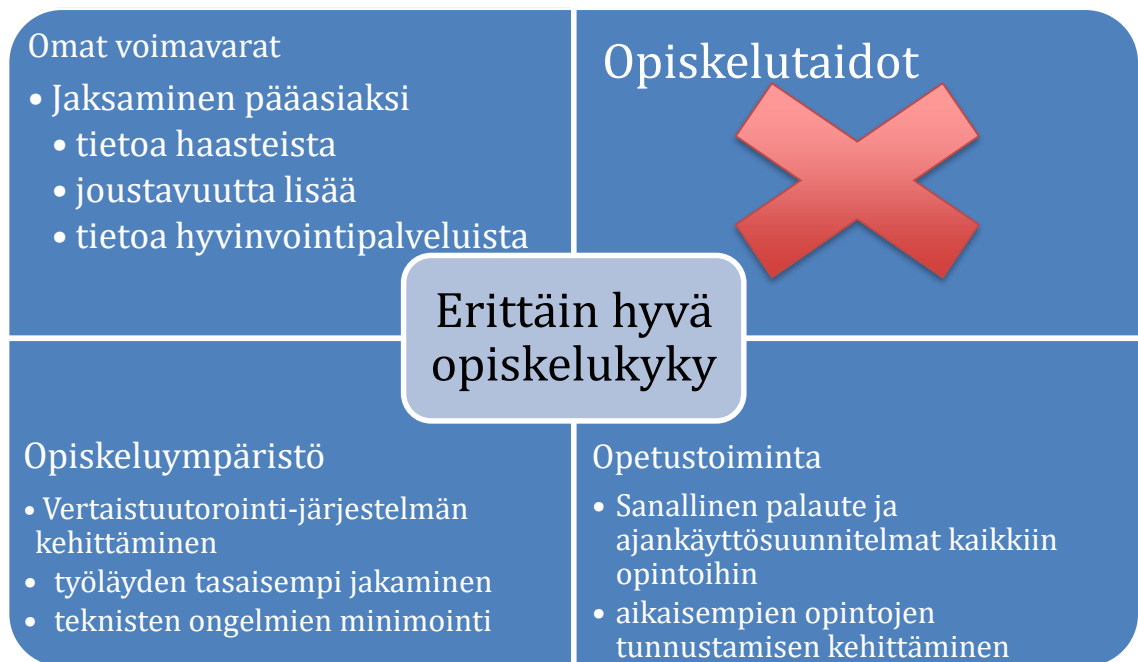 Omat voimavarat
• Jaksaminen pääasiaksi
• tietoa haasteista
• joustavuutta lisää
• tietoa hyvinvointipalveluista
Opiskelutaidot
Erittäin hyvä
opiskelukyky
Opiskeluympäristö
• Vertaistuutorointi-järjestelmän
kehittäminen
• työläyden tasaisempi jakaminen
• teknisten ongelmien minimointi
Opetustoiminta
• Sanallinen palaute ja
ajankäyttösuunnitelmat kaikkiin
opintoihin
• aikaisempien opintojen
tunnustamisen kehittäminen